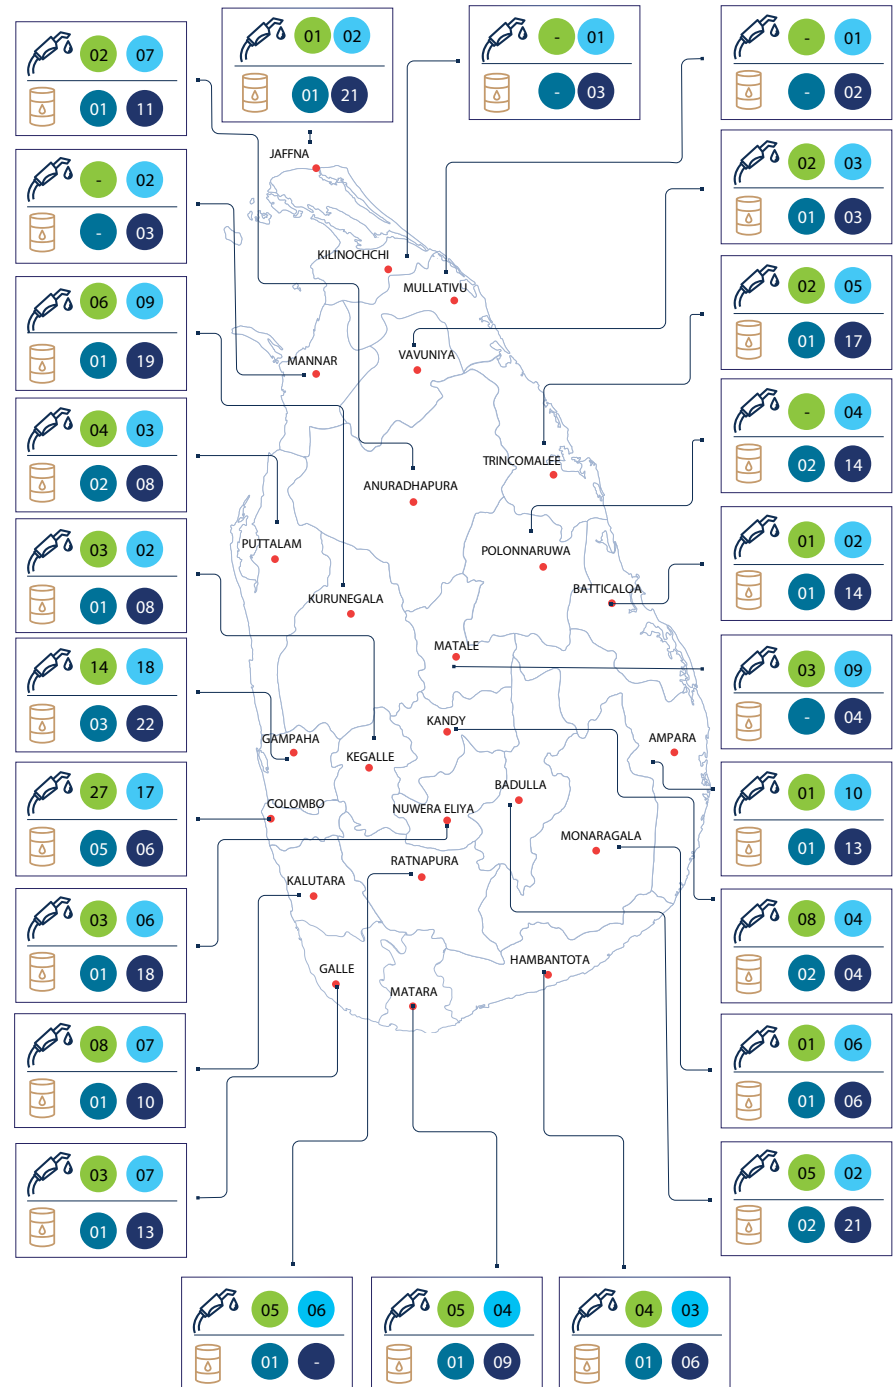 01 02
01 21
- 01
- 03
- 01
- 02
02 07
01 11
02 03
01 03
JAFFNA
- 02
- 03
KILINOCHCHI
MULLATIVU
02 05
01 17
06 09
01 19
MANNAR
VAVUNIYA
04 03
02 08
- 04
02 14
TRINCOMALEE
ANURADHAPURA
PUTTALAM
POLONNARUWA
03 02
01 08
01 02
01 14
BATTICALOA
KURUNEGALA
MATALE
14 18
03 22
03 09
- 04
KANDY
GAMPAHA
KEGALLE
AMPARA
27 17
05 06
BADULLA
COLOMBO
NUWERA ELIYA
01 10
01 13
MONARAGALA
RATNAPURA
KALUTARA
03 06
01 18
08 04
02 04
GALLE
MATARA
HAMBANTOTA
08 07
01 10
01 06
01 06
03 07
01 13
05 02
02 21
05 06
01 -
05 04
01 09
04 03
01 06